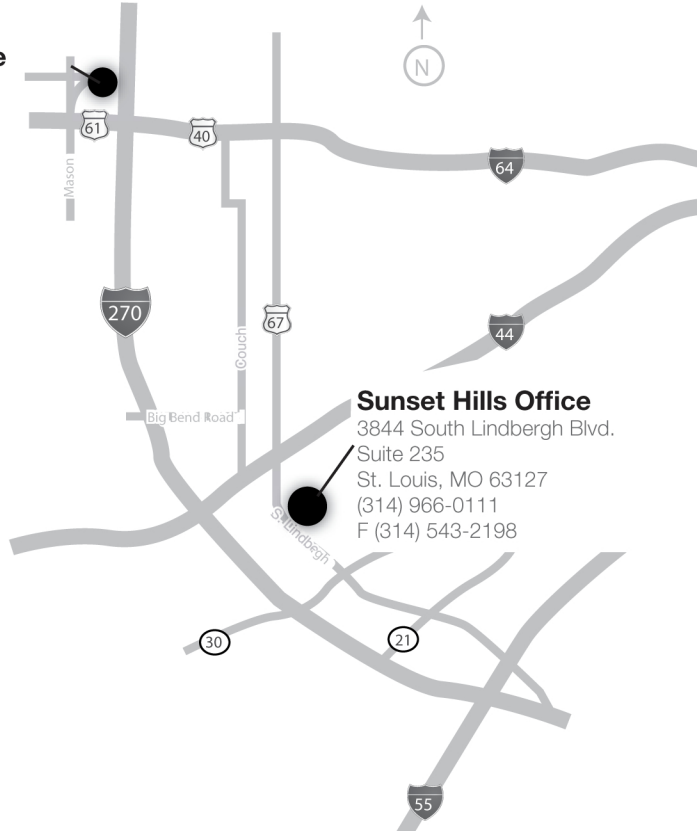 e
N
61
40
64
Mason
270
67
44
Couch
Big Bend Road
Sunset Hills Office
3844 South Lindbergh Blvd.
Suite 235
St. Louis, MO 63127
(314) 966-0111
F (314) 543-2198
S. Lindbegh
30
21
55